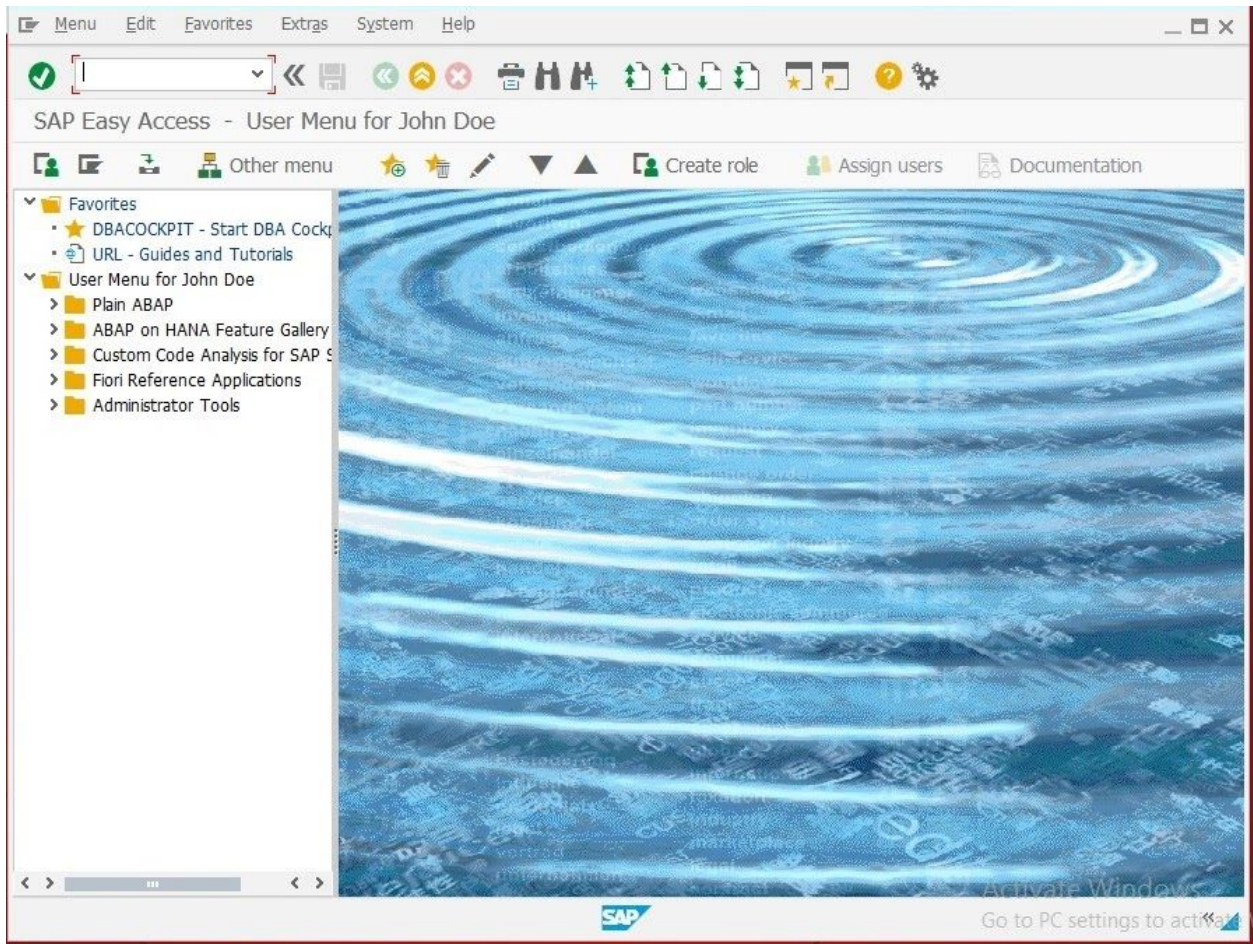 Menu Edit Favorites Extras System Help
SAP Easy Access - User Menu for John Doe
Other menu Create role Assign users Documentation
Favorites
DBACOCKPIT - Start DBA Cockp
URL - Guides and Tutorials
User Menu for John Doe
Plain ABAP
ABAP on HANA Feature Gallery
Custom Code Analysis for SAP S
Fiori Reference Applications
Administrator Tools
marketplace
Activate Windows
SAP
Go to PC settings to activate